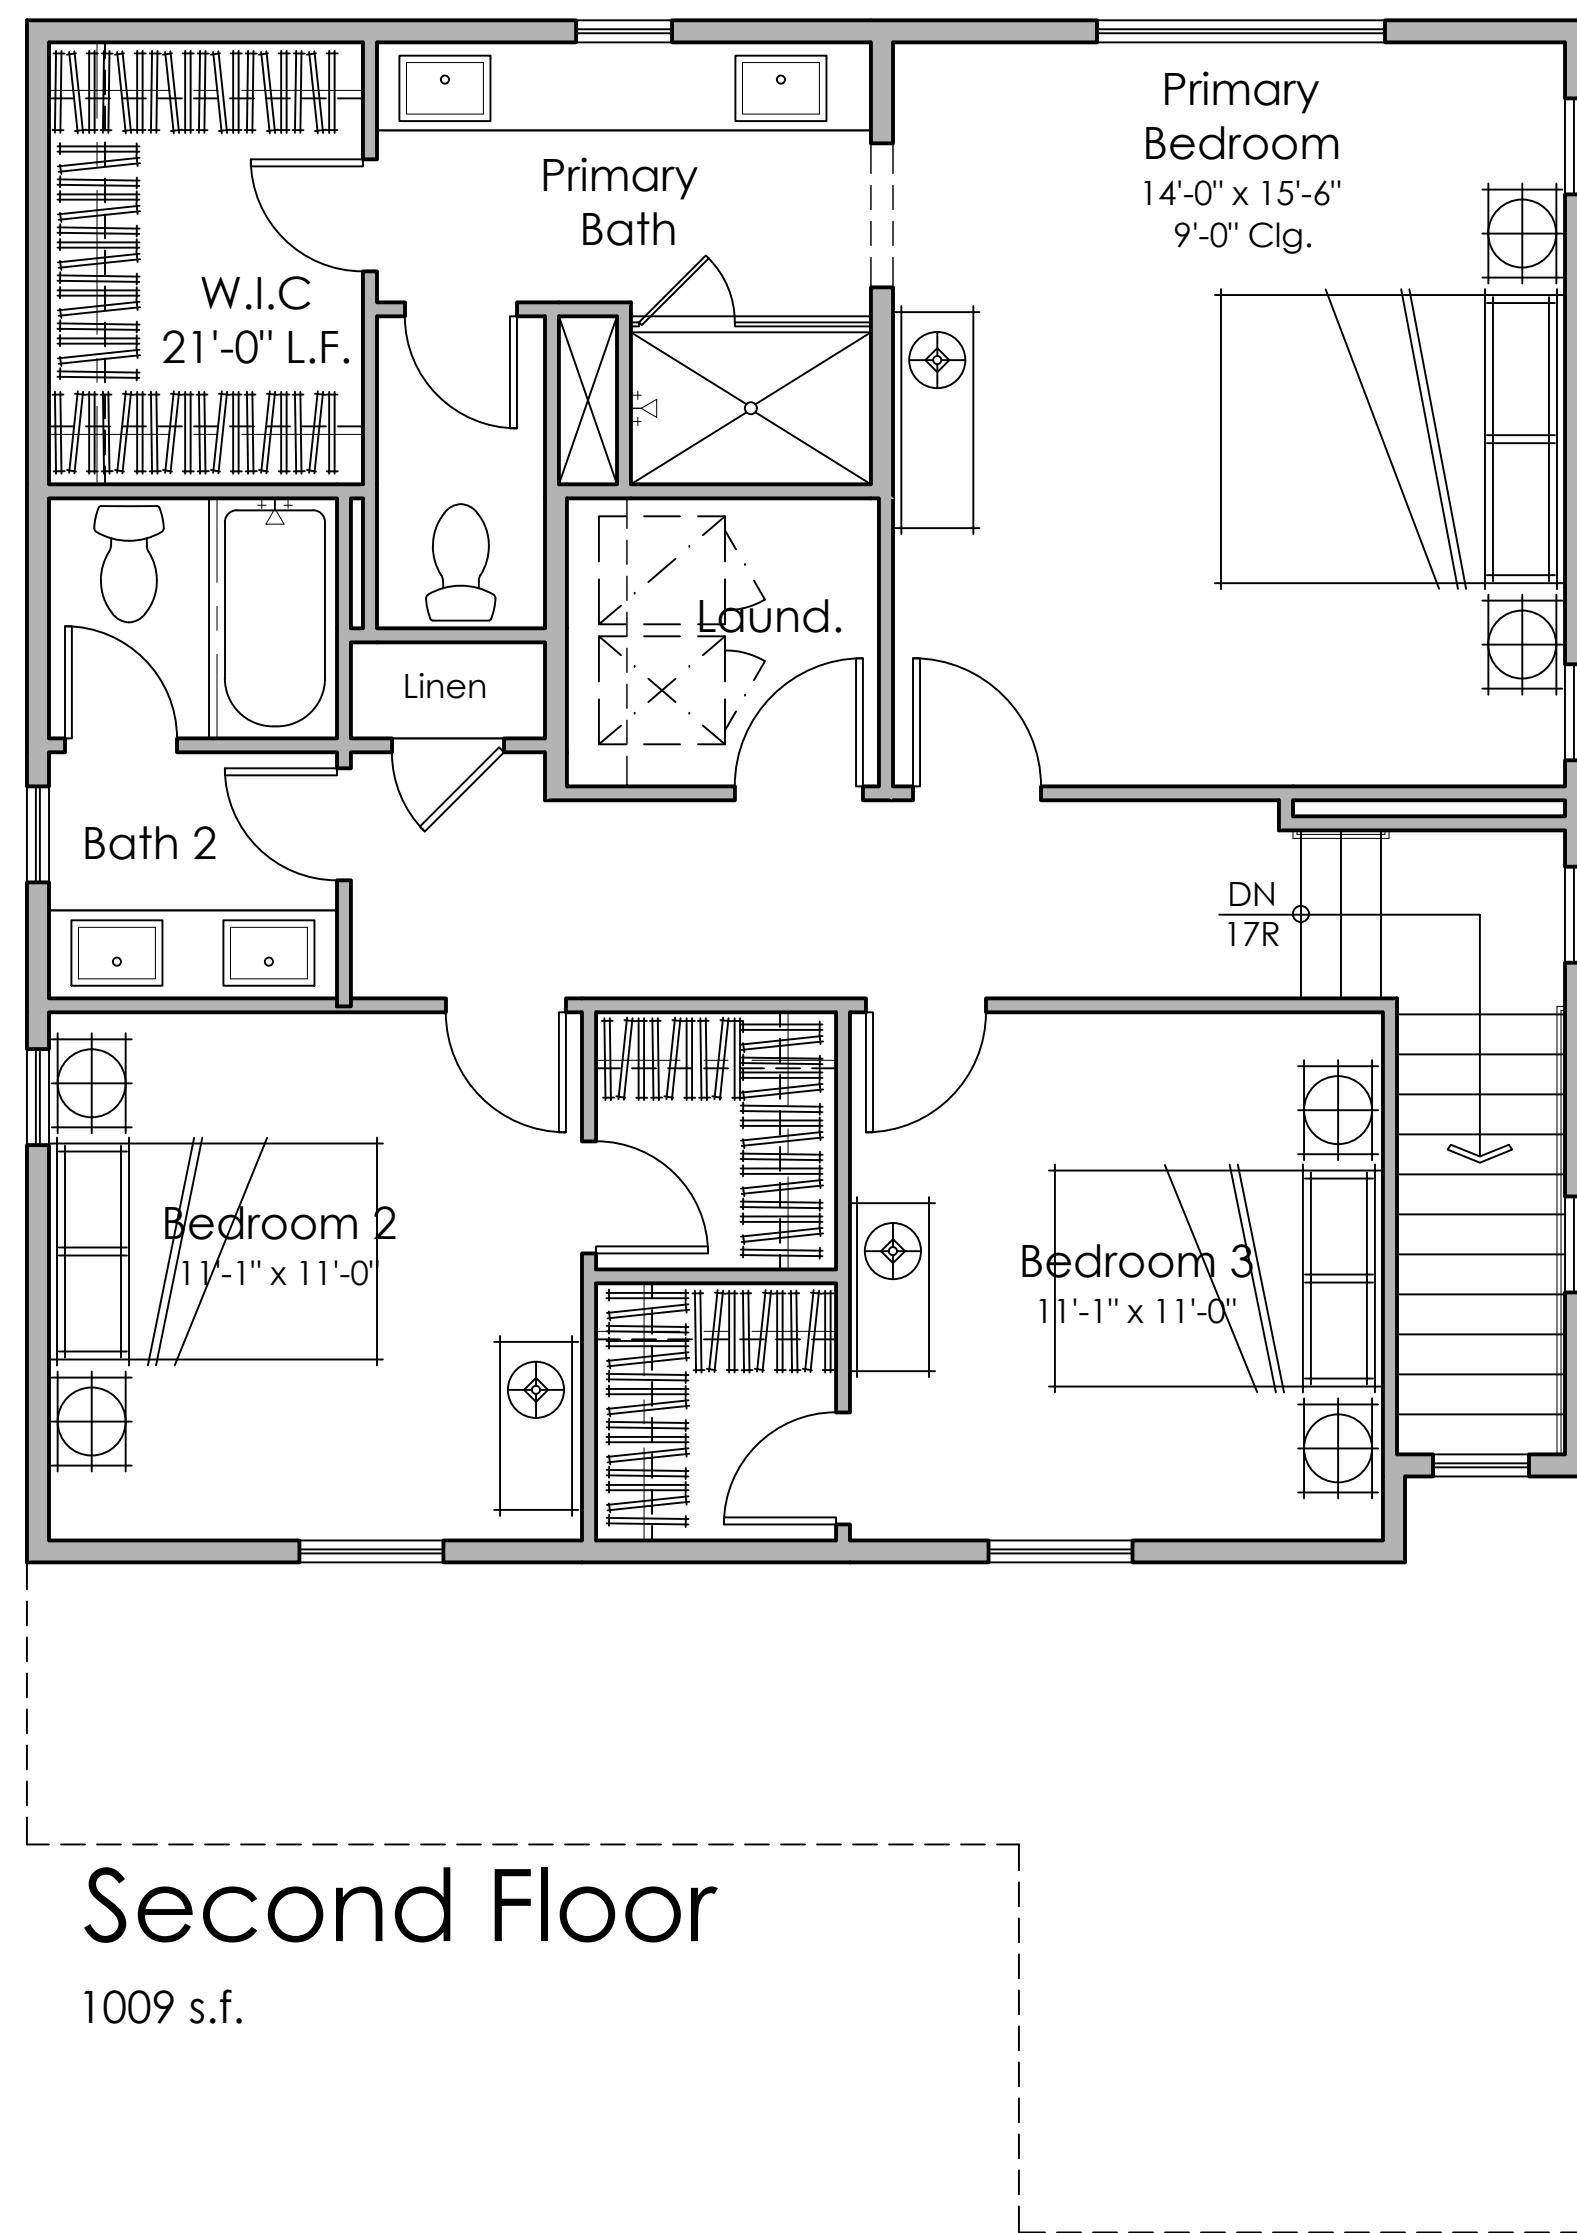 Primary
Bedroom
14'-0" x 15'-6"
9'-0" Clg.
Primary
Bath
W.I.C
21'-0" L.F.
Laund.
Linen
Bath 2
DN
17R
Bedroom 2
11'-1" x 11'-0"
Bedroom 3
11'-1" x 11'-0"
Second Floor
1009 s.f.